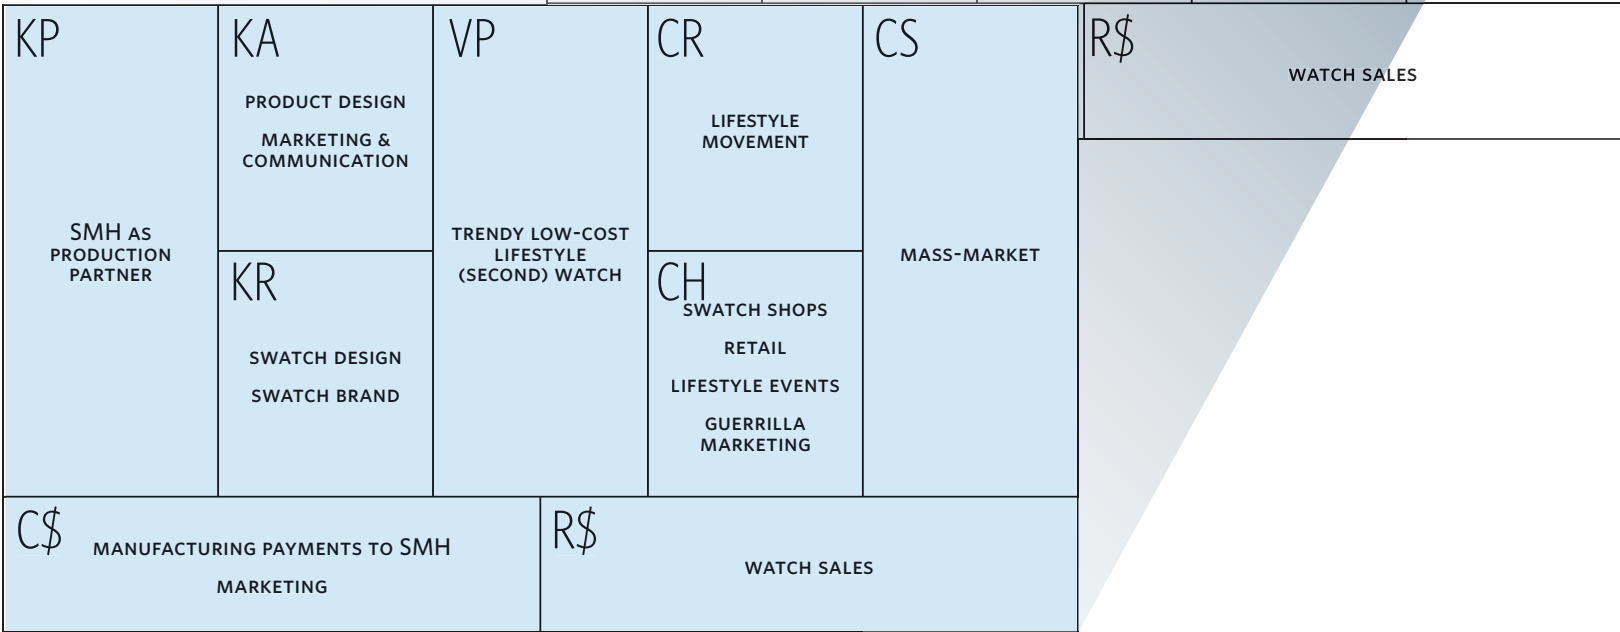 KP
SMH AS
PRODUCTION
PARTNER
KA
PRODUCT DESIGN
MARKETING &
COMMUNICATION
KR
SWATCH DESIGN
SWATCH BRAND
VP
TRENDY LOW-COST
LIFESTYLE
(SECOND) WATCH
CR
LIFESTYLE
MOVEMENT
CH
SWATCH SHOPS
RETAIL
LIFESTYLE EVENTS
GUERRILLA
MARKETING
CS
MASS-MARKET
C$
MANUFACTURING PAYMENTS TO SMH
MARKETING
R$
WATCH SALES
R$
WATCH SALES